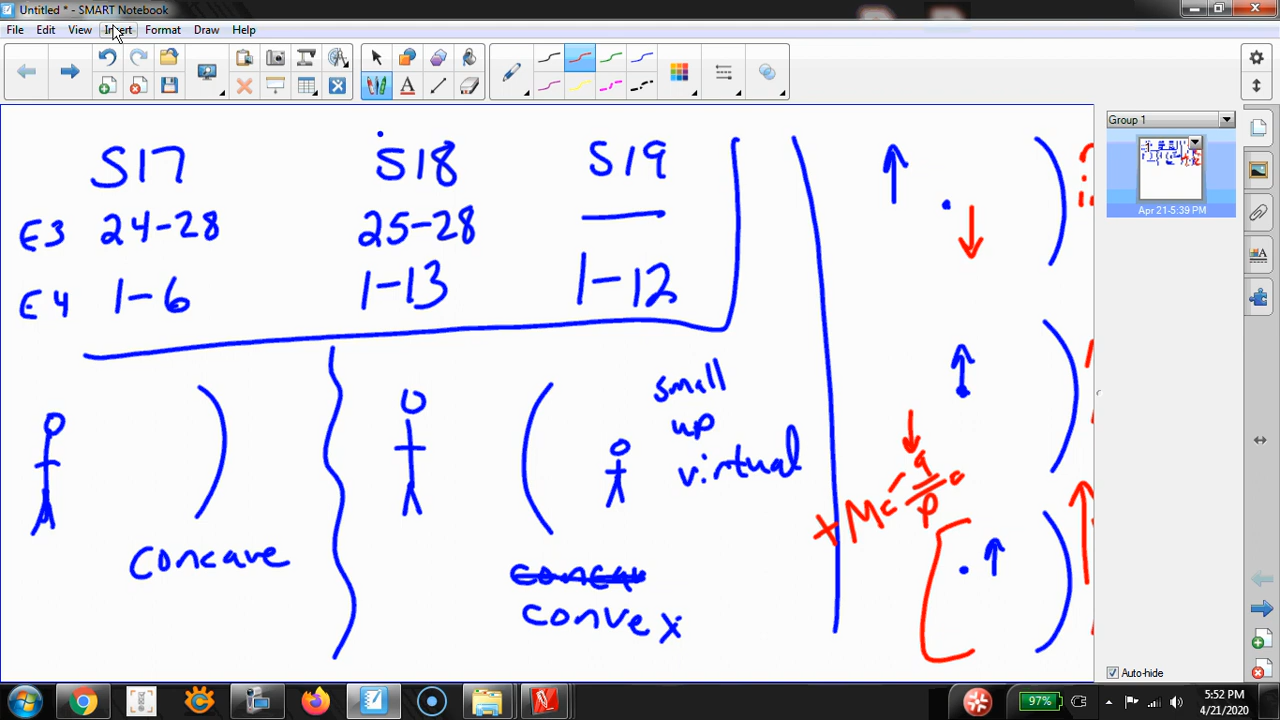 Untitled * - SMART Notebook
File Edit View Insert Format Draw Help
S17 S18 S19
E3 24-28 25-28 —
E4 1-6 1-13 1-12
small
up
virtual
concave
convex
+M=-q/p
Group 1
Apr 21-5:39 PM
Auto-hide
97%
5:52 PM
4/21/2020